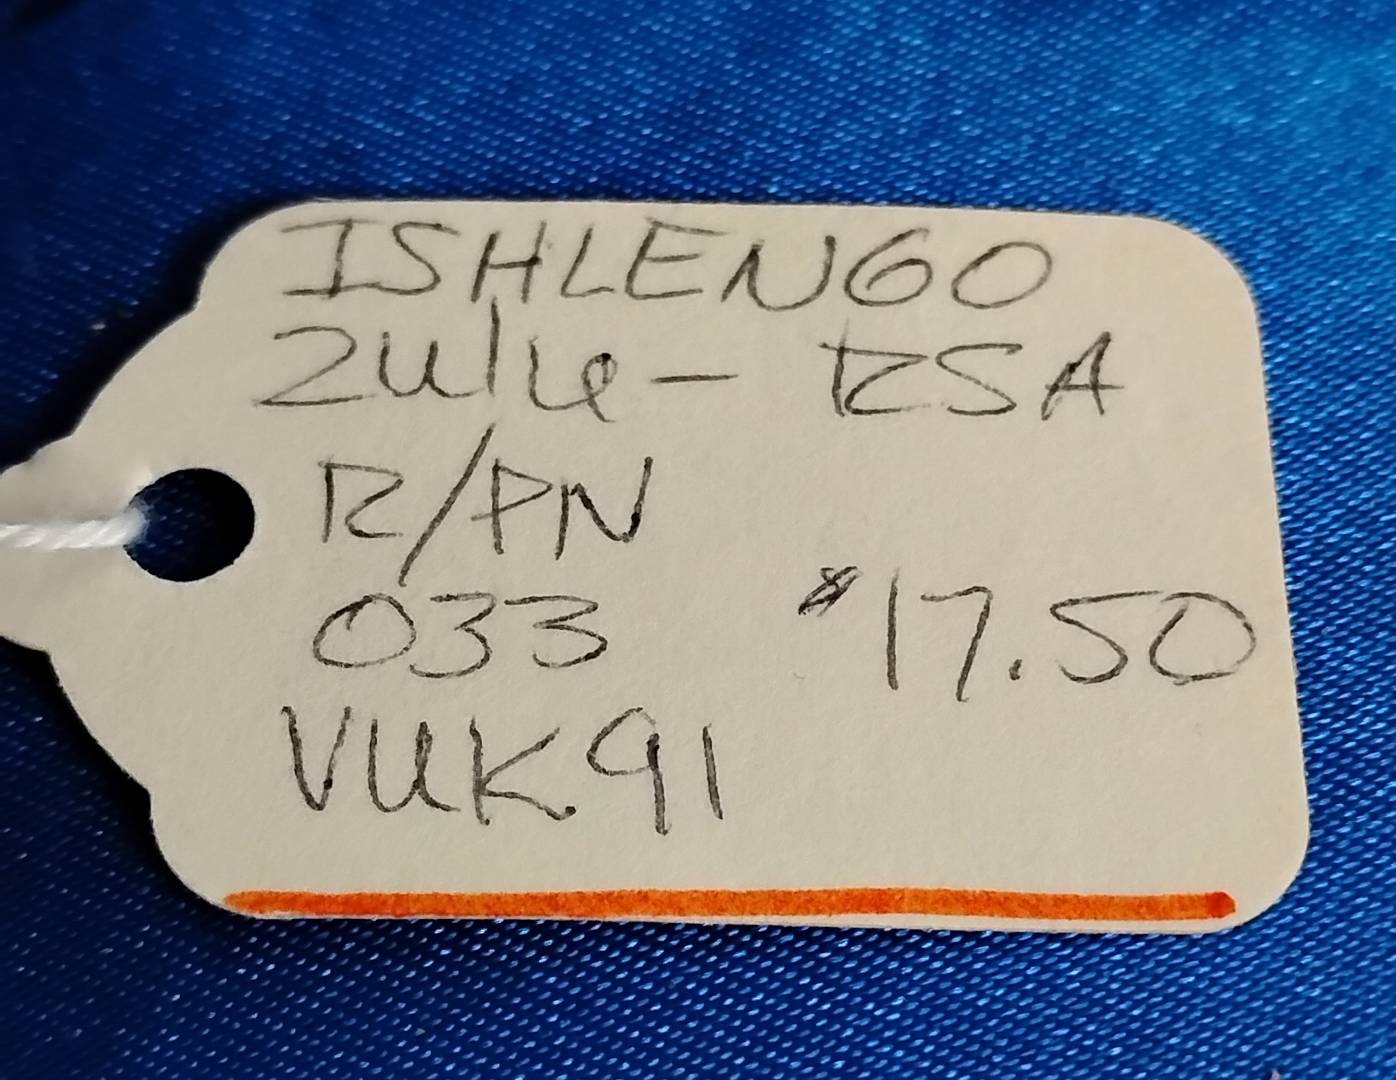 ISHLENGO
Zulu - RSA
R/PN
033 $17.50
VUK91